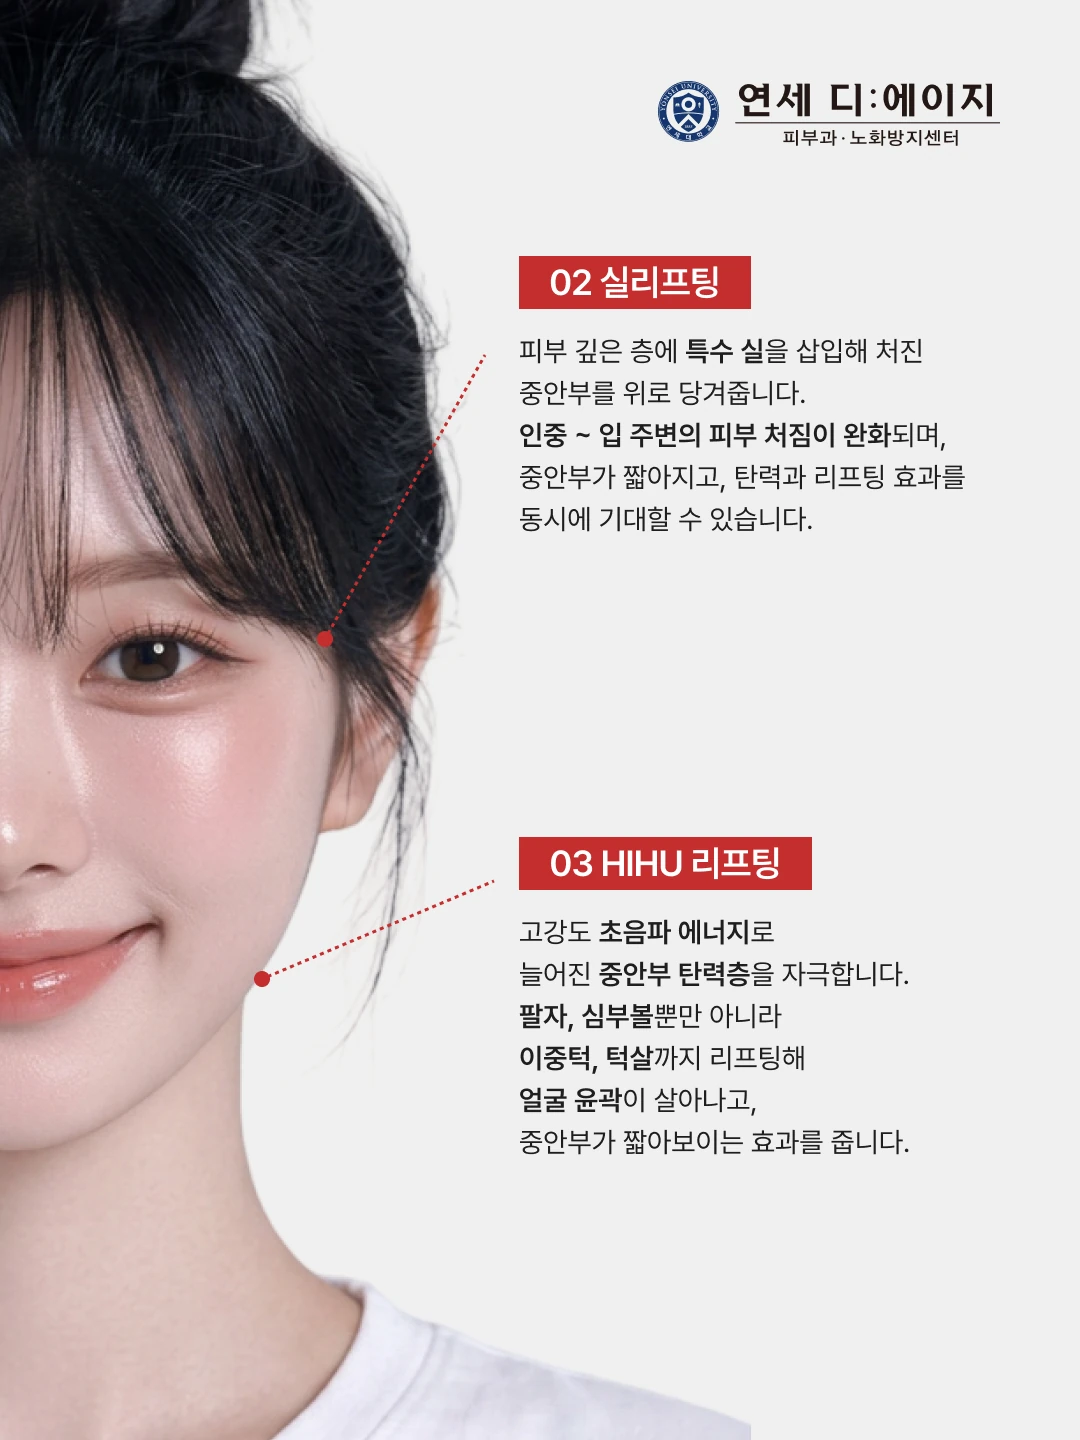 YONSEI UNIVERSITY
연세대학교
연세 디:에이지
피부과·노화방지센터
02 실리프팅
피부 깊은 층에 특수 실을 삽입해 처진
중안부를 위로 당겨줍니다.
인중 ~ 입 주변의 피부 처짐이 완화되며,
중안부가 짧아지고, 탄력과 리프팅 효과를
동시에 기대할 수 있습니다.
03 HIHU 리프팅
고강도 초음파 에너지로
늘어진 중안부 탄력층을 자극합니다.
팔자, 심부볼뿐만 아니라
이중턱, 턱살까지 리프팅해
얼굴 윤곽이 살아나고,
중안부가 짧아보이는 효과를 줍니다.